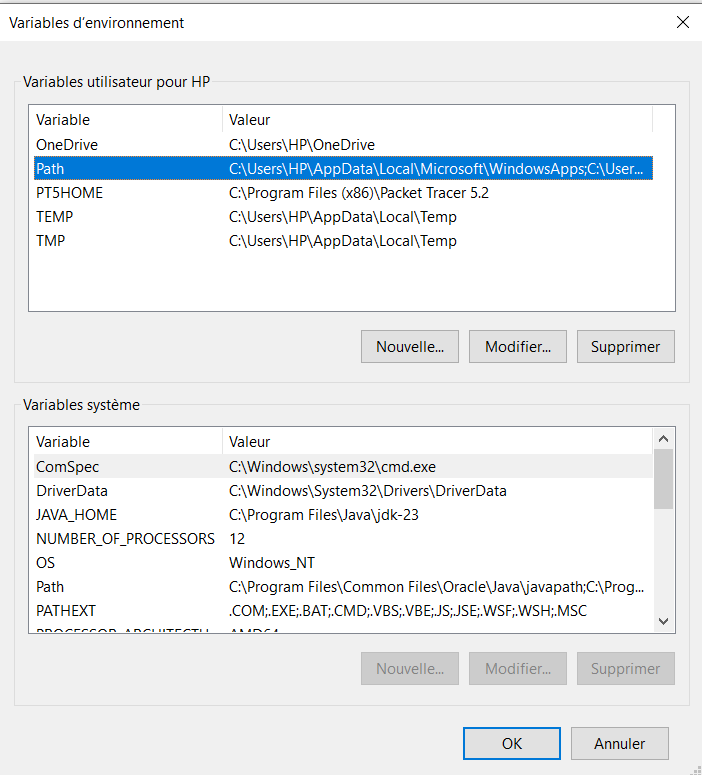 Variables d'environnement
Variables utilisateur pour HP
Variable Valeur
OneDrive C:\Users\HP\OneDrive
Path C:\Users\HP\AppData\Local\Microsoft\WindowsApps;C:\User...
PT5HOME C:\Program Files (x86)\Packet Tracer 5.2
TEMP C:\Users\HP\AppData\Local\Temp
TMP C:\Users\HP\AppData\Local\Temp
Nouvelle... Modifier... Supprimer
Variables système
Variable Valeur
ComSpec C:\Windows\system32\cmd.exe
DriverData C:\Windows\System32\Drivers\DriverData
JAVA_HOME C:\Program Files\Java\jdk-23
NUMBER_OF_PROCESSORS 12
OS Windows_NT
Path C:\Program Files\Common Files\Oracle\Java\javapath;C:\Prog...
PATHEXT .COM;.EXE;.BAT;.CMD;.VBS;.VBE;.JS;.JSE;.WSF;.WSH;.MSC
Nouvelle... Modifier... Supprimer
OK Annuler